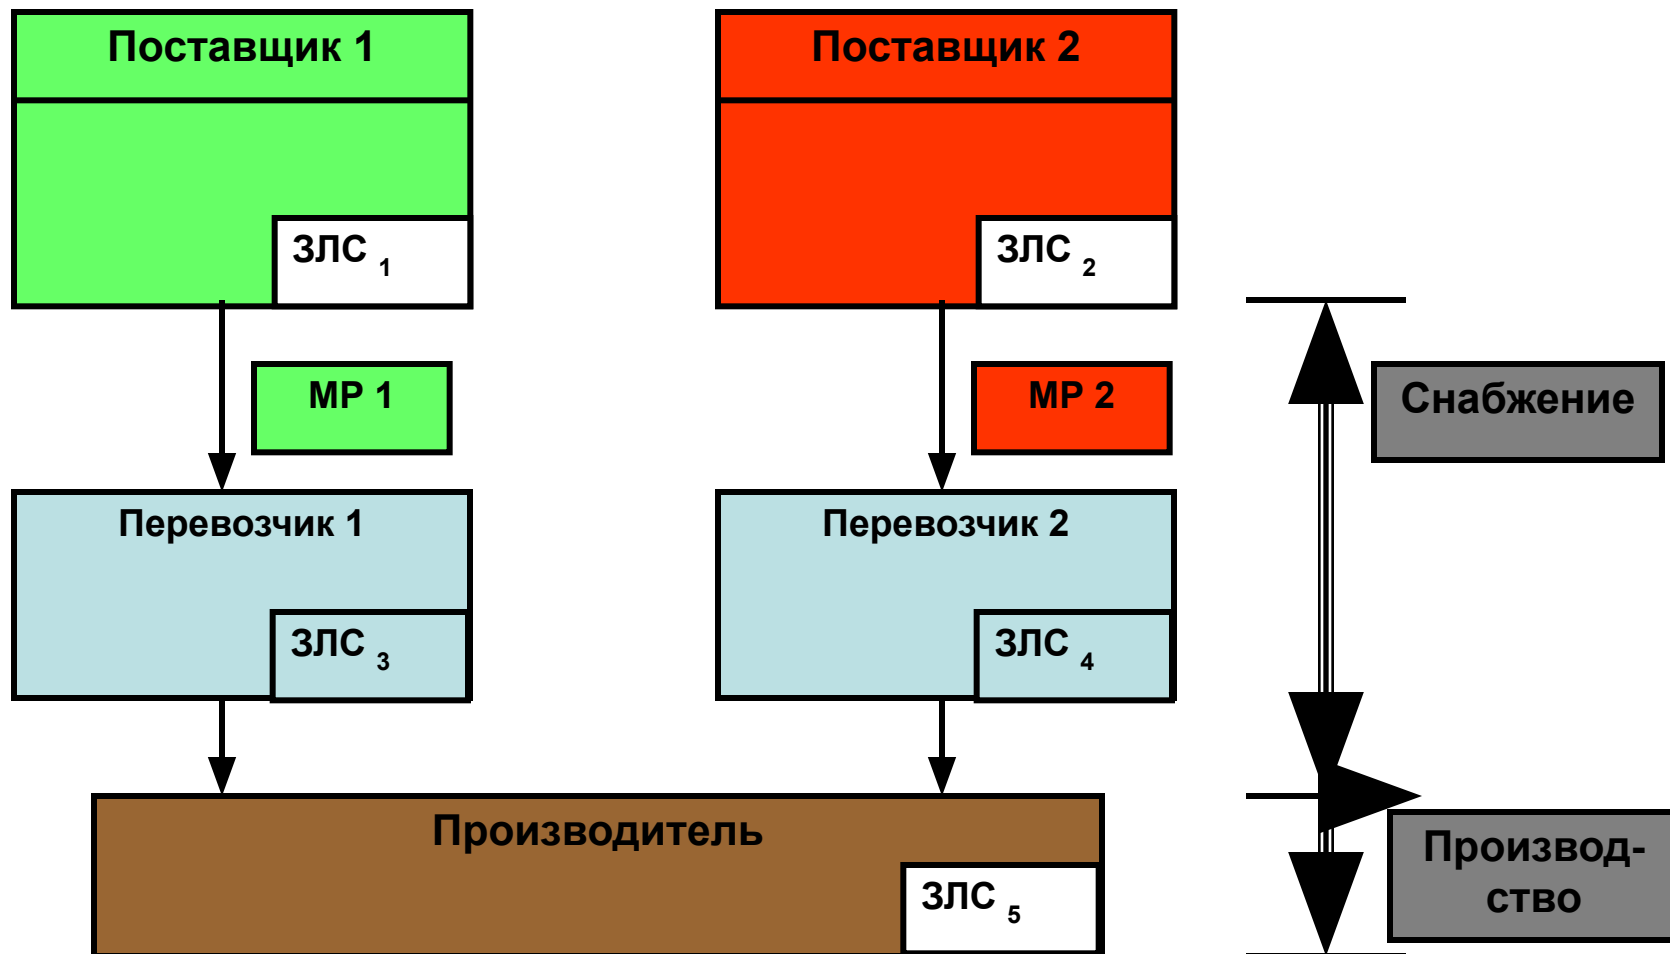 Поставщик 1
Поставщик 2
ЗЛС 1
ЗЛС 2
МР 1
МР 2
Снабжение
Перевозчик 1
Перевозчик 2
ЗЛС 3
ЗЛС 4
Производитель
ЗЛС 5
Производ-
ство